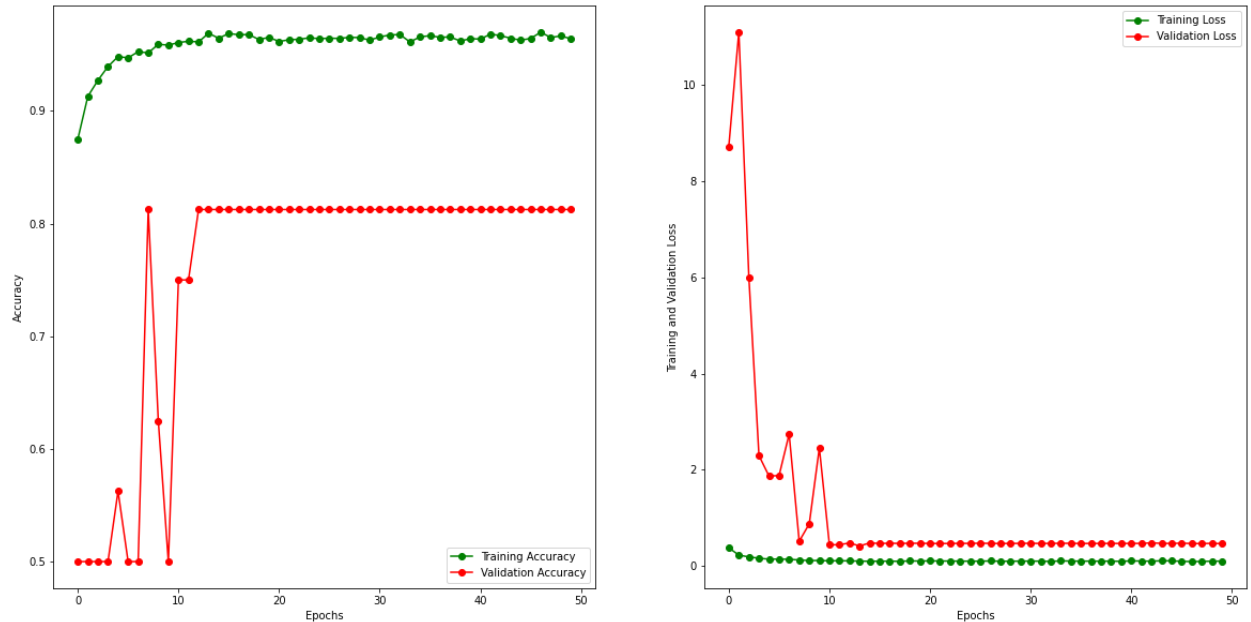 Accuracy
0.9
0.8
0.7
0.6
0.5
0 10 20 30 40 50
Epochs
Training Accuracy
Validation Accuracy
Training and Validation Loss
10
8
6
4
2
0
0 10 20 30 40 50
Epochs
Training Loss
Validation Loss